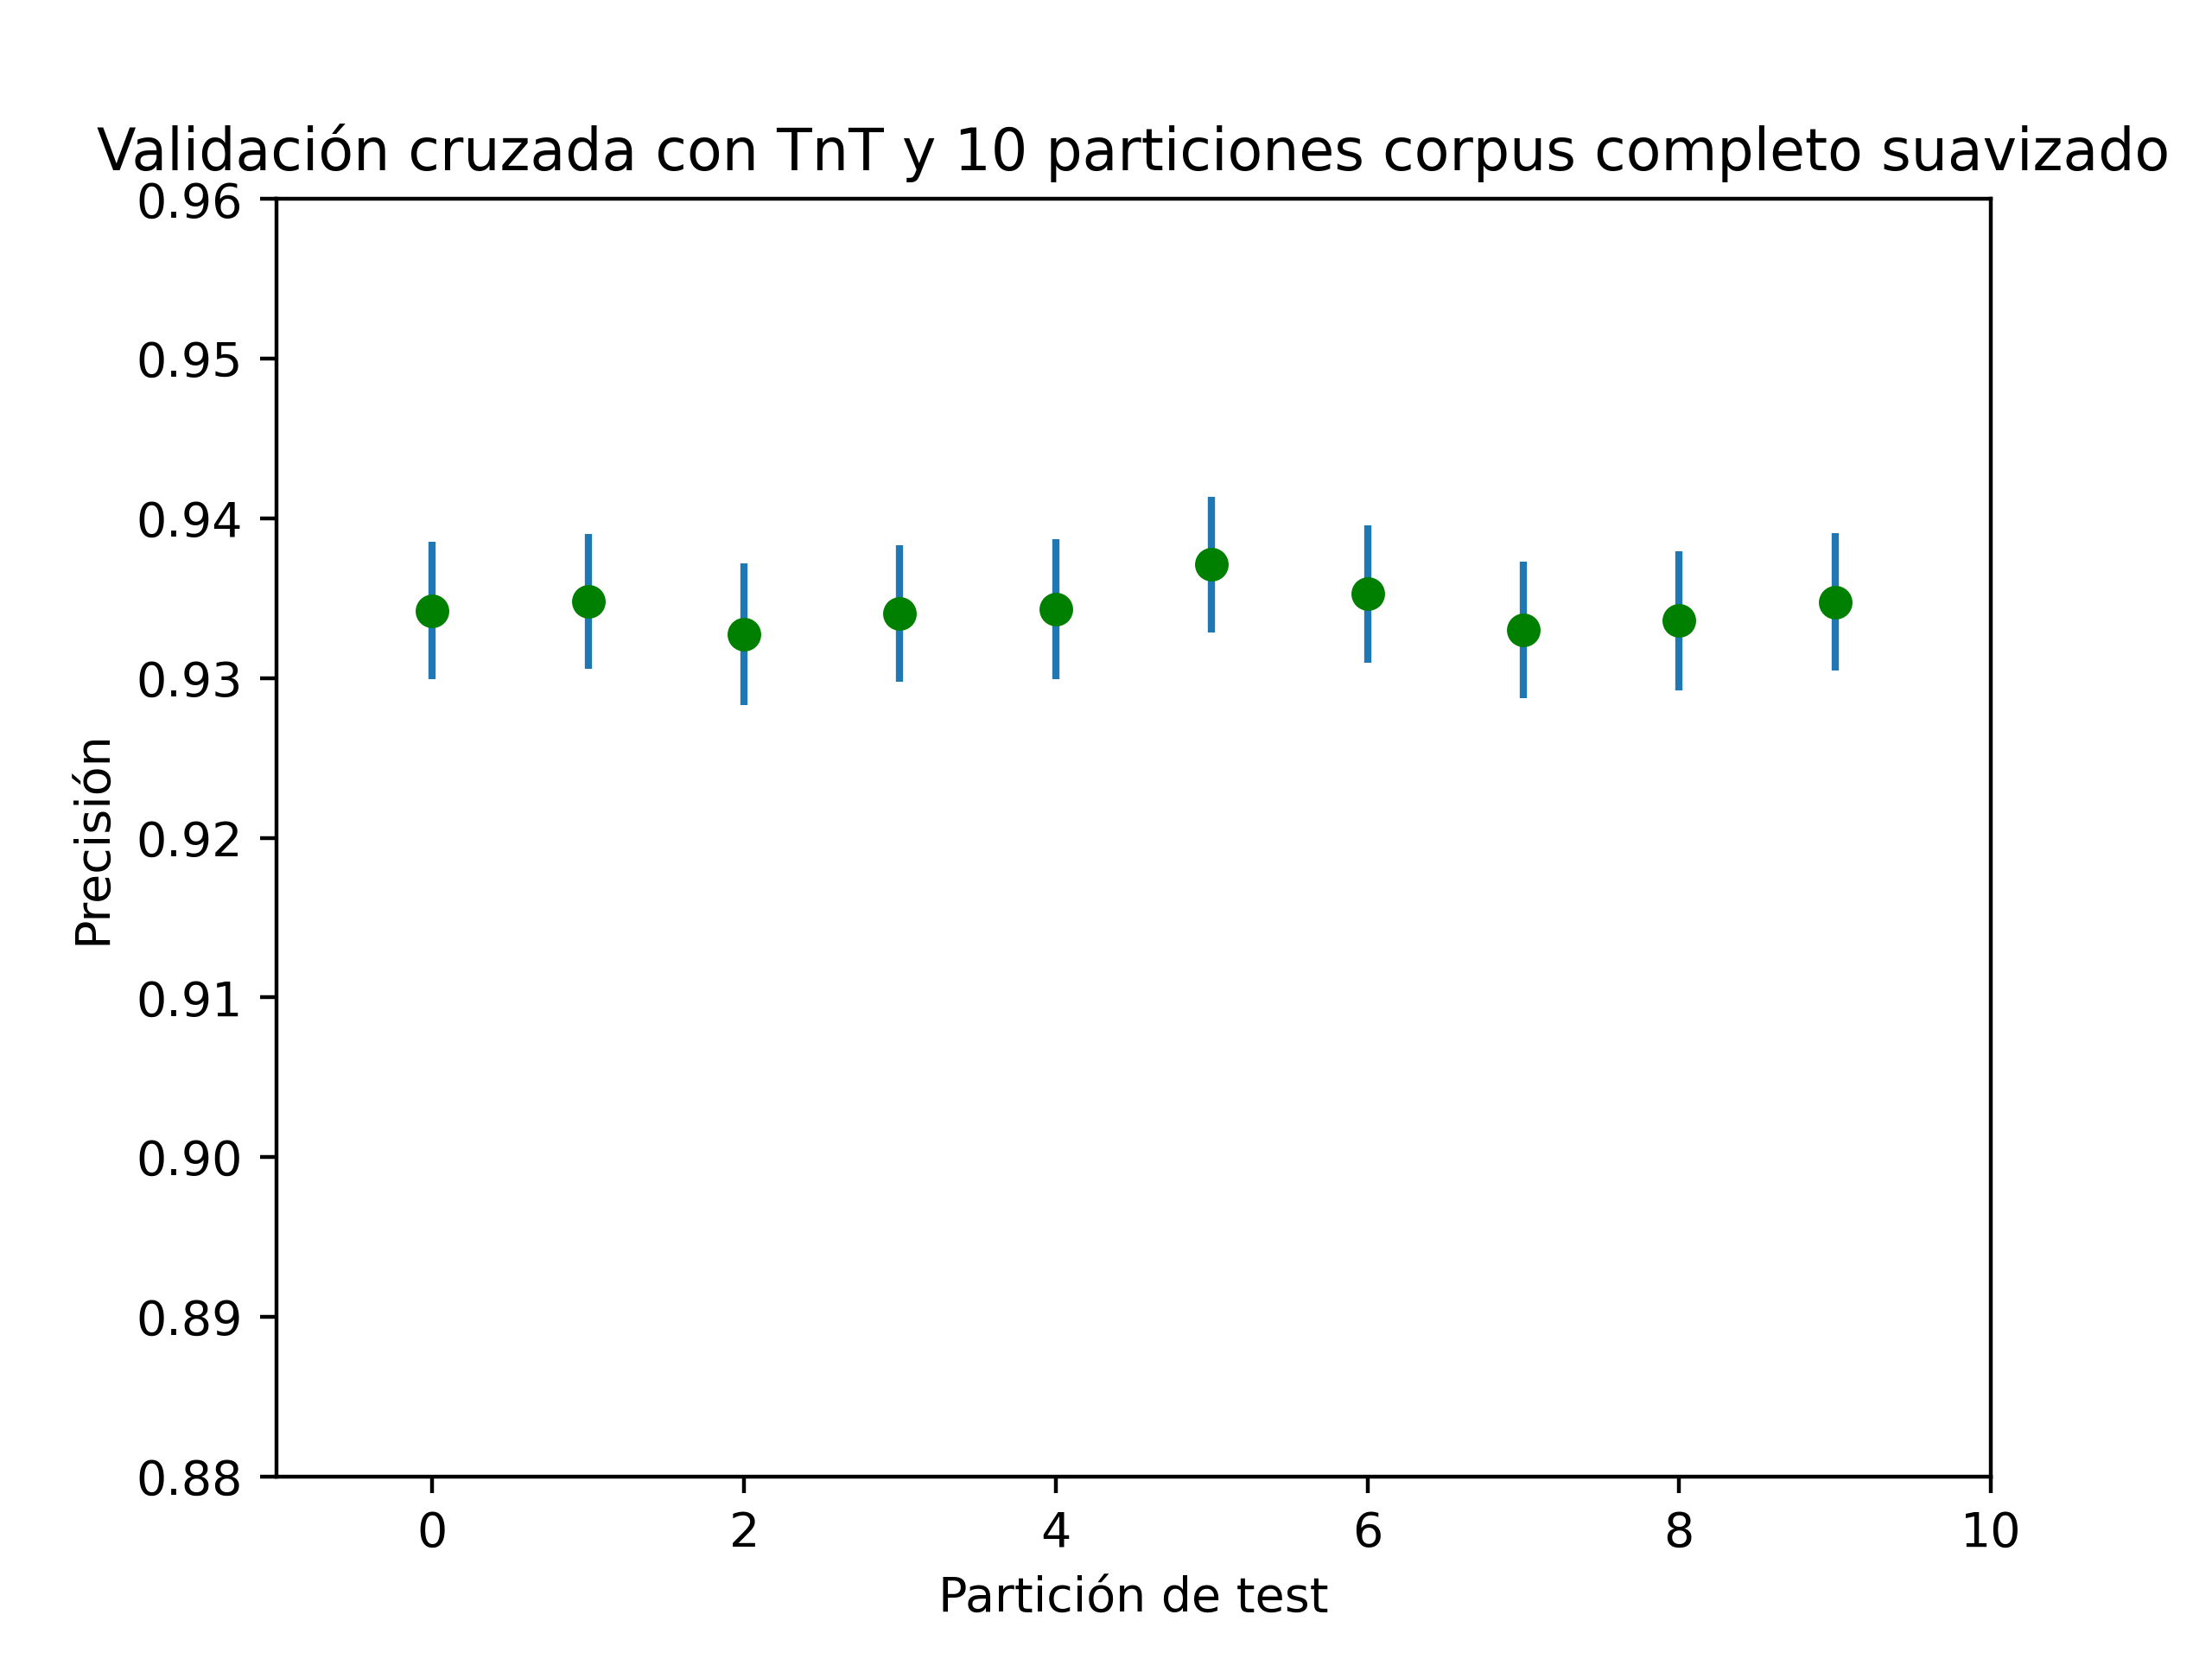 Validación cruzada con TnT y 10 particiones corpus completo suavizado
0.96
0.95
0.94
0.93
0.92
0.91
0.90
0.89
0.88
Precisión
0 2 4 6 8 10
Partición de test